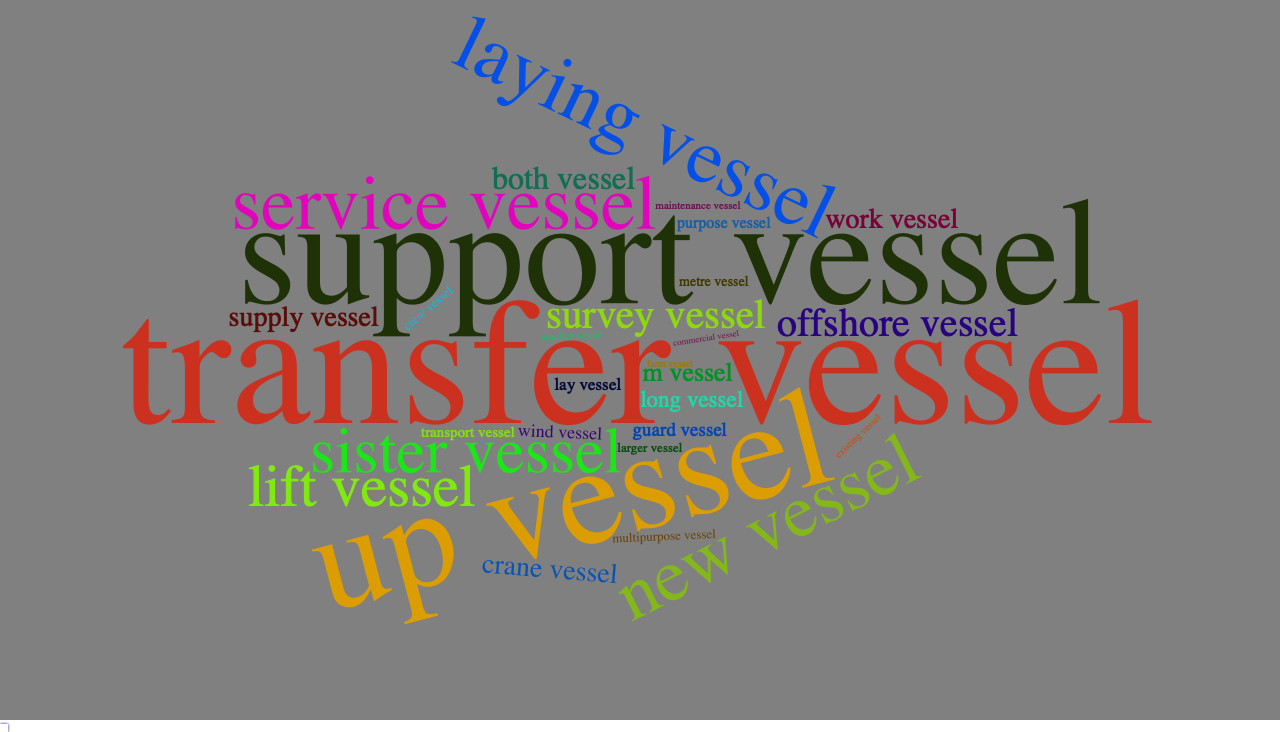 laying vessel
both vessel
service vessel
maintenance vessel
purpose vessel
work vessel
support vessel
metre vessel
supply vessel
survey vessel
offshore vessel
commercial vessel
transfer vessel
m vessel
lay vessel
long vessel
transport vessel
wind vessel
guard vessel
existing vessel
sister vessel
larger vessel
lift vessel
up vessel
multipurpose vessel
new vessel
crane vessel